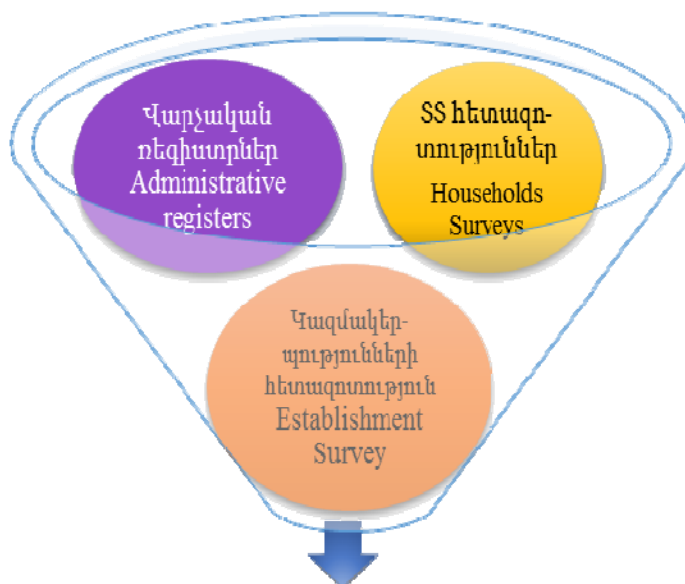 Վարչական
ռեգիստրներ
Administrative
registers
ՏՏ հետազո-
տություններ
Households
Surveys
Կազմակեր-
պությունների
հետազոտություն
Establishment
Survey